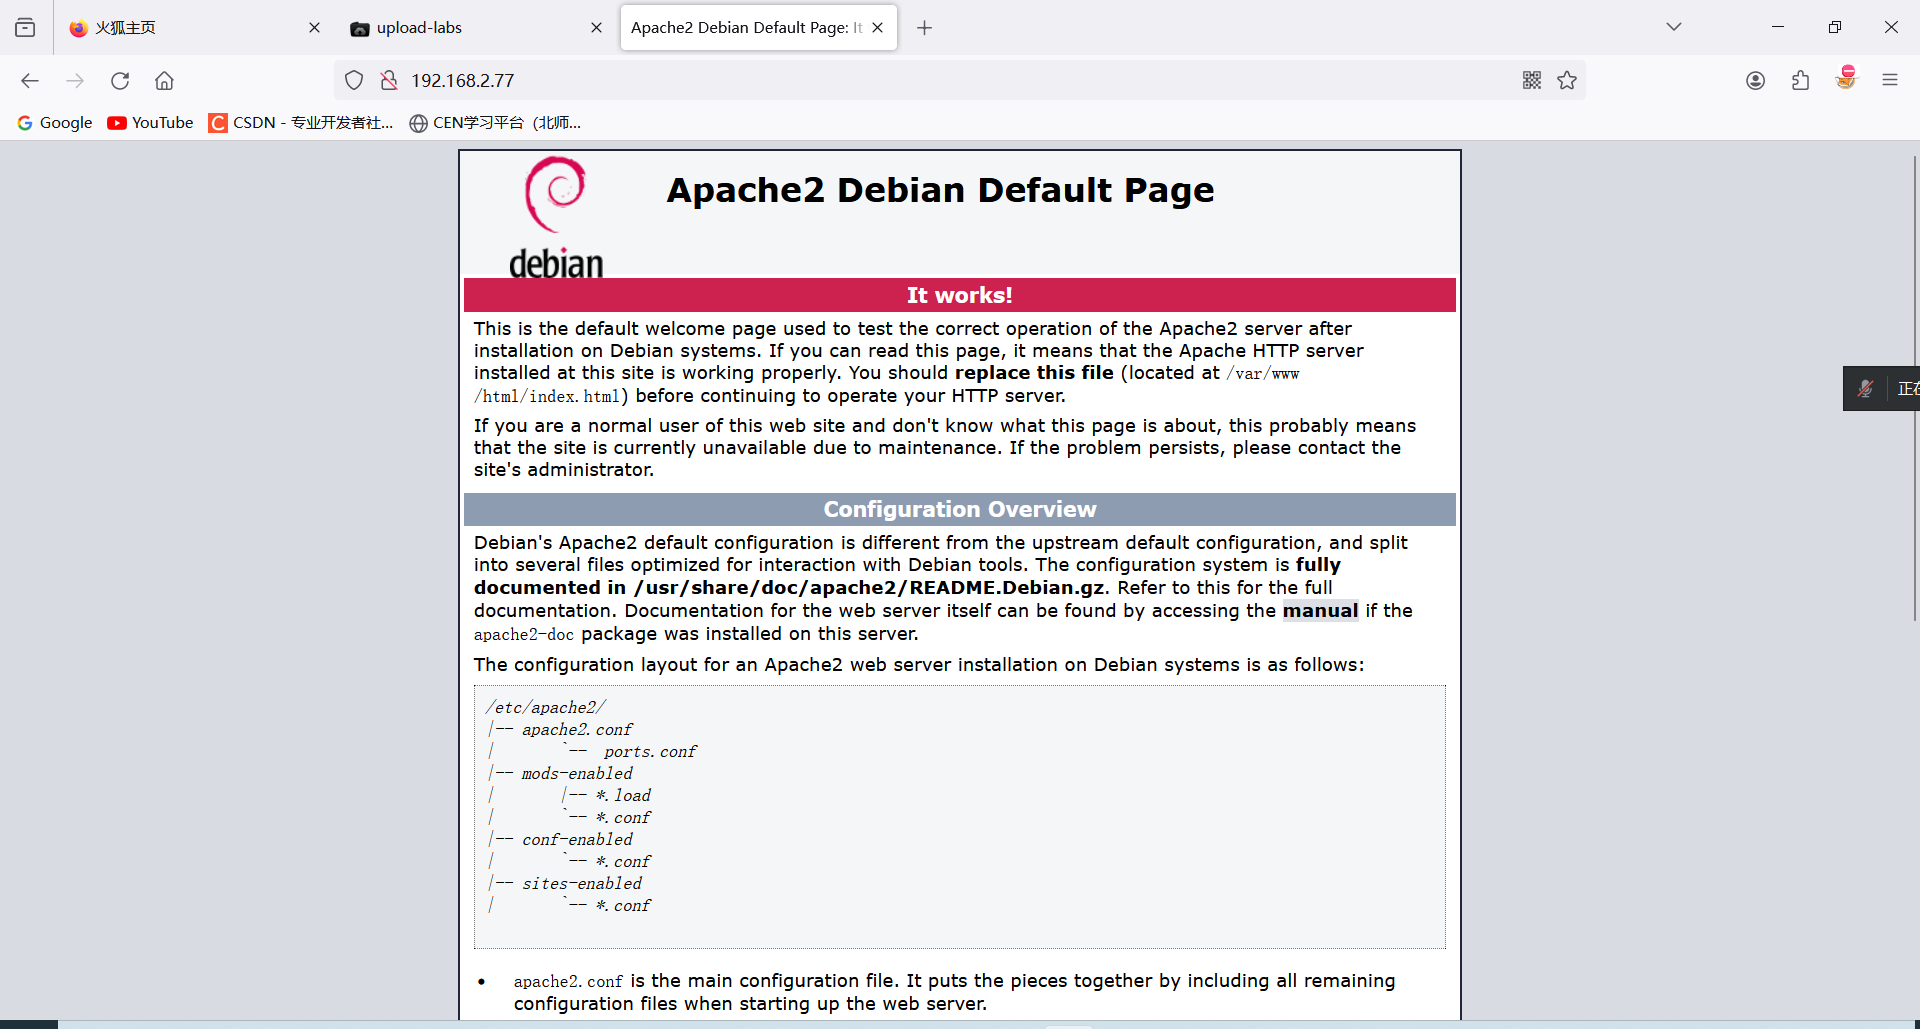 火狐主页
upload-labs
Apache2 Debian Default Page: It
192.168.2.77
Google
YouTube
CSDN - 专业开发者社...
CEN学习平台（北师...
debian
Apache2 Debian Default Page
It works!
This is the default welcome page used to test the correct operation of the Apache2 server after
installation on Debian systems. If you can read this page, it means that the Apache HTTP server
installed at this site is working properly. You should replace this file (located at /var/www
/html/index.html) before continuing to operate your HTTP server.
If you are a normal user of this web site and don't know what this page is about, this probably means
that the site is currently unavailable due to maintenance. If the problem persists, please contact the
site's administrator.
正在
Configuration Overview
Debian's Apache2 default configuration is different from the upstream default configuration, and split
into several files optimized for interaction with Debian tools. The configuration system is fully
documented in /usr/share/doc/apache2/README.Debian.gz. Refer to this for the full
documentation. Documentation for the web server itself can be found by accessing the manual if the
apache2-doc package was installed on this server.
The configuration layout for an Apache2 web server installation on Debian systems is as follows:
/etc/apache2/
|-- apache2.conf
|       `--  ports.conf
|-- mods-enabled
|       |-- *.load
|       `-- *.conf
|-- conf-enabled
|       `-- *.conf
|-- sites-enabled
|       `-- *.conf
• apache2.conf is the main configuration file. It puts the pieces together by including all remaining
configuration files when starting up the web server.